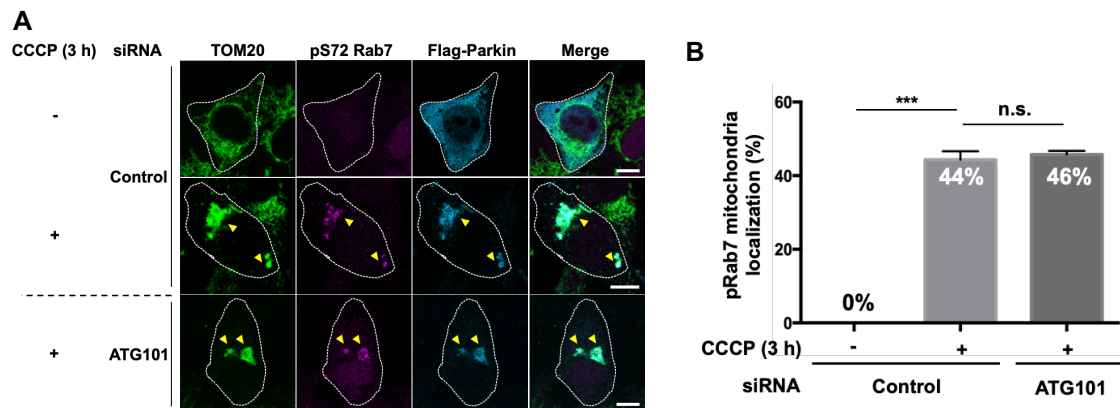 A
CCCP (3 h) siRNA TOM20 pS72 Rab7 Flag-Parkin Merge
-
Control
+
+ ATG101
B
pRab7 mitochondria
localization (%)
60
40
20
0
***
n.s.
0%
44%
46%
CCCP (3 h) - + +
siRNA Control ATG101